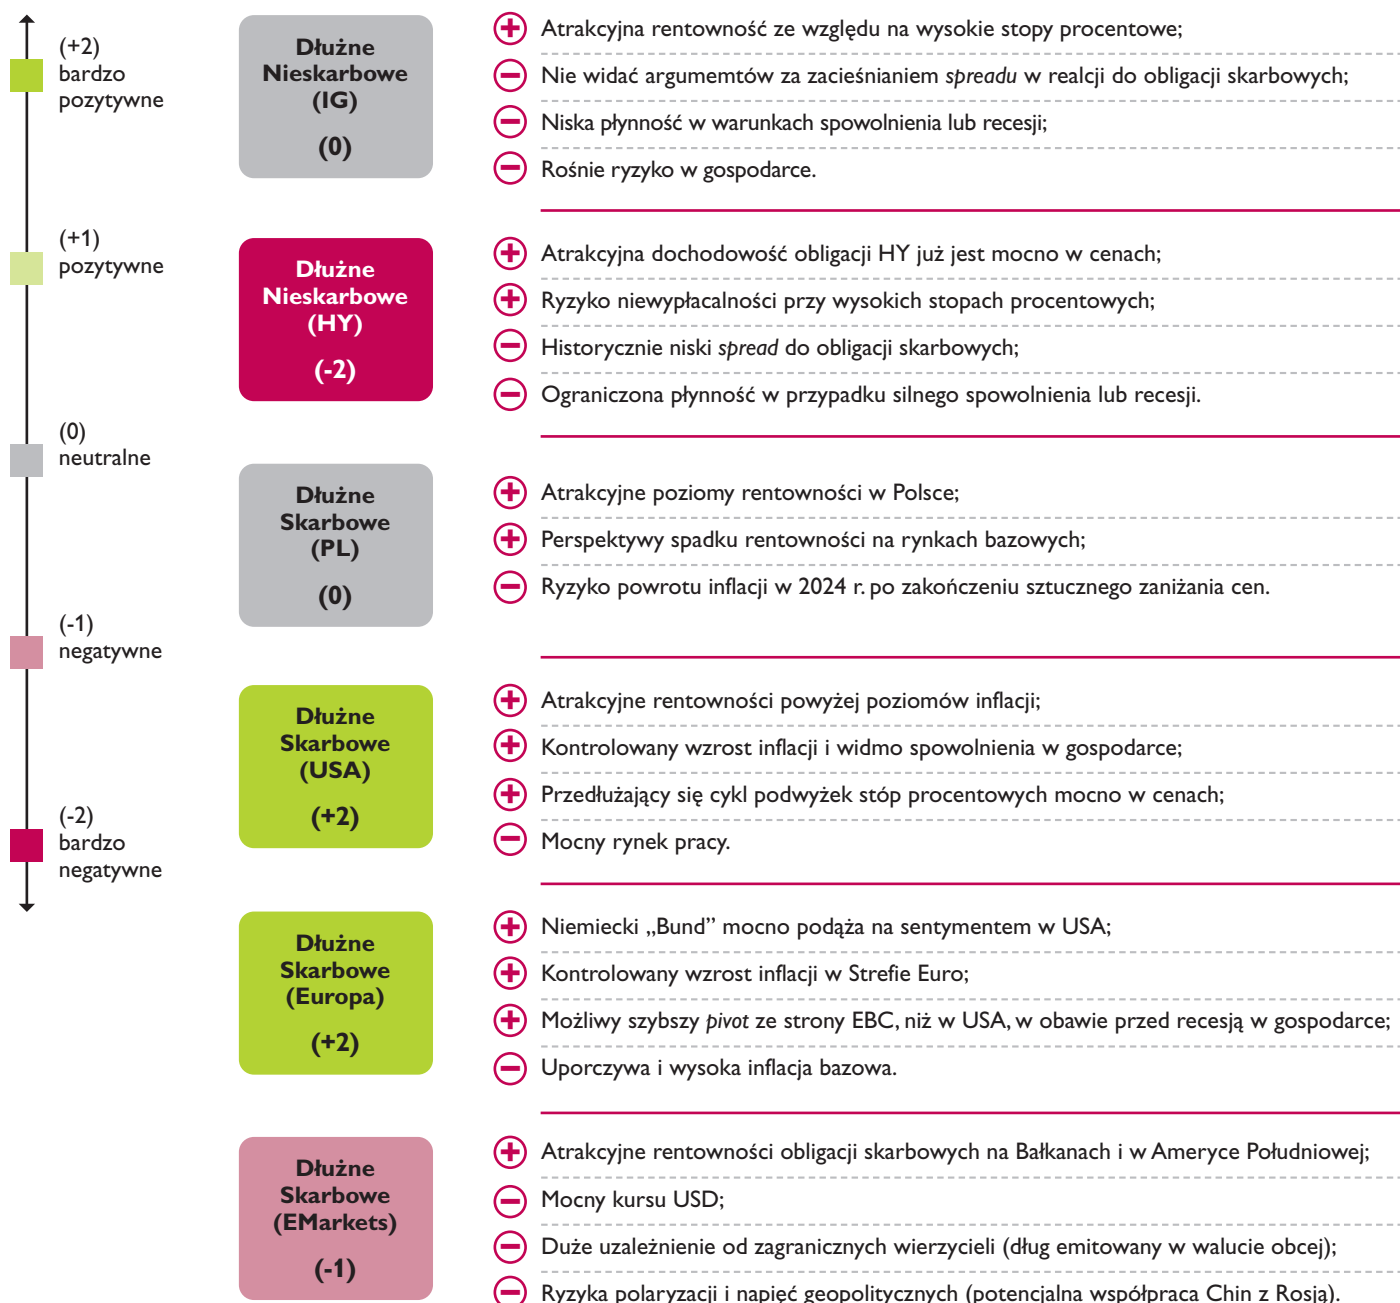 (+2)
bardzo
pozytywne
(+1)
pozytywne
(0)
neutralne
(-1)
negatywne
(-2)
bardzo
negatywne
Dłużne
Nieskarbowe
(IG)
(0)
Atrakcyjna rentowność ze względu na wysokie stopy procentowe;
Nie widać argumemtów za zacieśnianiem spreadu w realcji do obligacji skarbowych;
Niska płynność w warunkach spowolnienia lub recesji;
Rośnie ryzyko w gospodarce.
Dłużne
Nieskarbowe
(HY)
(-2)
Atrakcyjna dochodowość obligacji HY już jest mocno w cenach;
Ryzyko niewypłacalności przy wysokich stopach procentowych;
Historycznie niski spread do obligacji skarbowych;
Ograniczona płynność w przypadku silnego spowolnienia lub recesji.
Dłużne
Skarbowe
(PL)
(0)
Atrakcyjne poziomy rentowności w Polsce;
Perspektywy spadku rentowności na rynkach bazowych;
Ryzyko powrotu inflacji w 2024 r. po zakończeniu sztucznego zaniżania cen.
Dłużne
Skarbowe
(USA)
(+2)
Atrakcyjne rentowności powyżej poziomów inflacji;
Kontrolowany wzrost inflacji i widmo spowolnienia w gospodarce;
Przedłużający się cykl podwyżek stóp procentowych mocno w cenach;
Mocny rynek pracy.
Dłużne
Skarbowe
(Europa)
(+2)
Niemiecki „Bund” mocno podąża na sentymentem w USA;
Kontrolowany wzrost inflacji w Strefie Euro;
Możliwy szybszy pivot ze strony EBC, niż w USA, w obawie przed recesją w gospodarce;
Uporczywa i wysoka inflacja bazowa.
Dłużne
Skarbowe
(EMarkets)
(-1)
Atrakcyjne rentowności obligacji skarbowych na Bałkanach i w Ameryce Południowej;
Mocny kursu USD;
Duże uzależnienie od zagranicznych wierzycieli (dług emitowany w walucie obcej);
Ryzyka polaryzacji i napięć geopolitycznych (potencjalna współpraca Chin z Rosją).